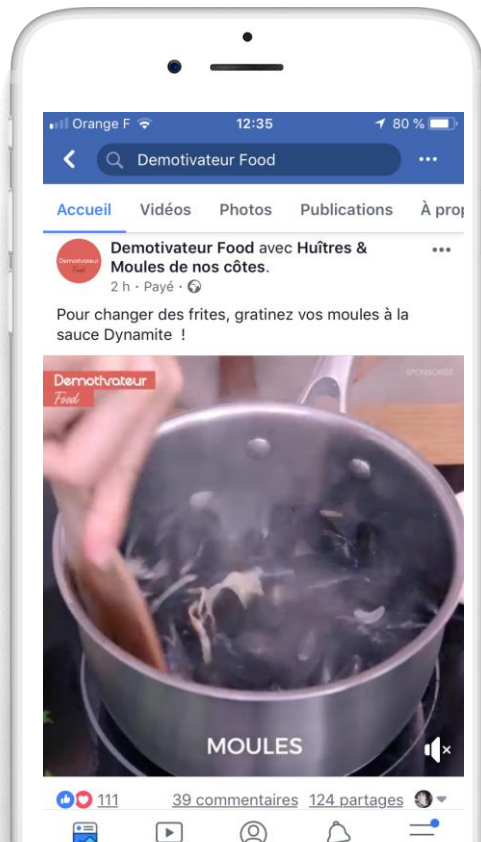 Orange F 12:35 80 %
Demotivateur Food
Accueil Vidéos Photos Publications À prop
Demotivateur Food avec Huîtres &
Moules de nos côtes.
2 h · Payé ·
Demotivateur
Food
Pour changer des frites, gratinez vos moules à la
sauce Dynamite !
Demotivateur
Food
SPONSORISÉ
MOULES
111 39 commentaires 124 partages